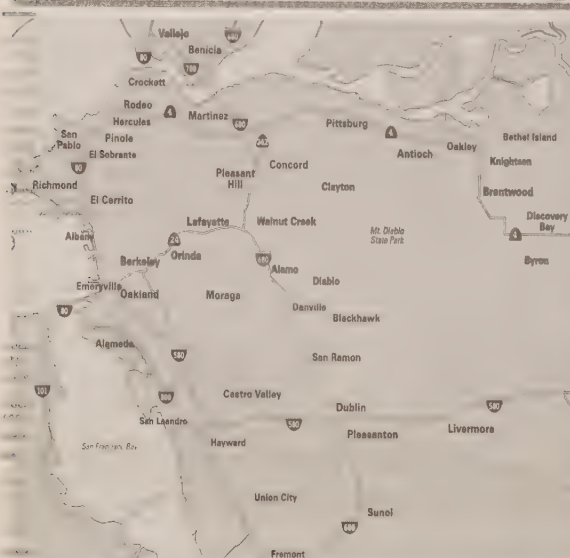 Vallejo
Benicia
80
780
Crockett
Rodeo
4
Martinez
680
Hercules
Pittsburg
4
San
Pablo
Pinole
Bethel Island
Oakley
El Sobrante
Antioch
Knightsen
80
Concord
Pleasant
Hill
Richmond
Clayton
Brentwood
El Cerrito
Lafayette
Walnut Creek
Discovery
Bay
Albany
24
Mt. Diablo
State Park
4
Orinda
Berkeley
680
Byron
Alamo
Diablo
Emeryville
Oakland
Moraga
80
Danville
Blackhawk
Alameda
580
San Ramon
101
880
Castro Valley
Dublin
580
San Leandro
580
Livermore
Pleasanton
Hayward
San Francisco Bay
Union City
Sunol
680
Fremont